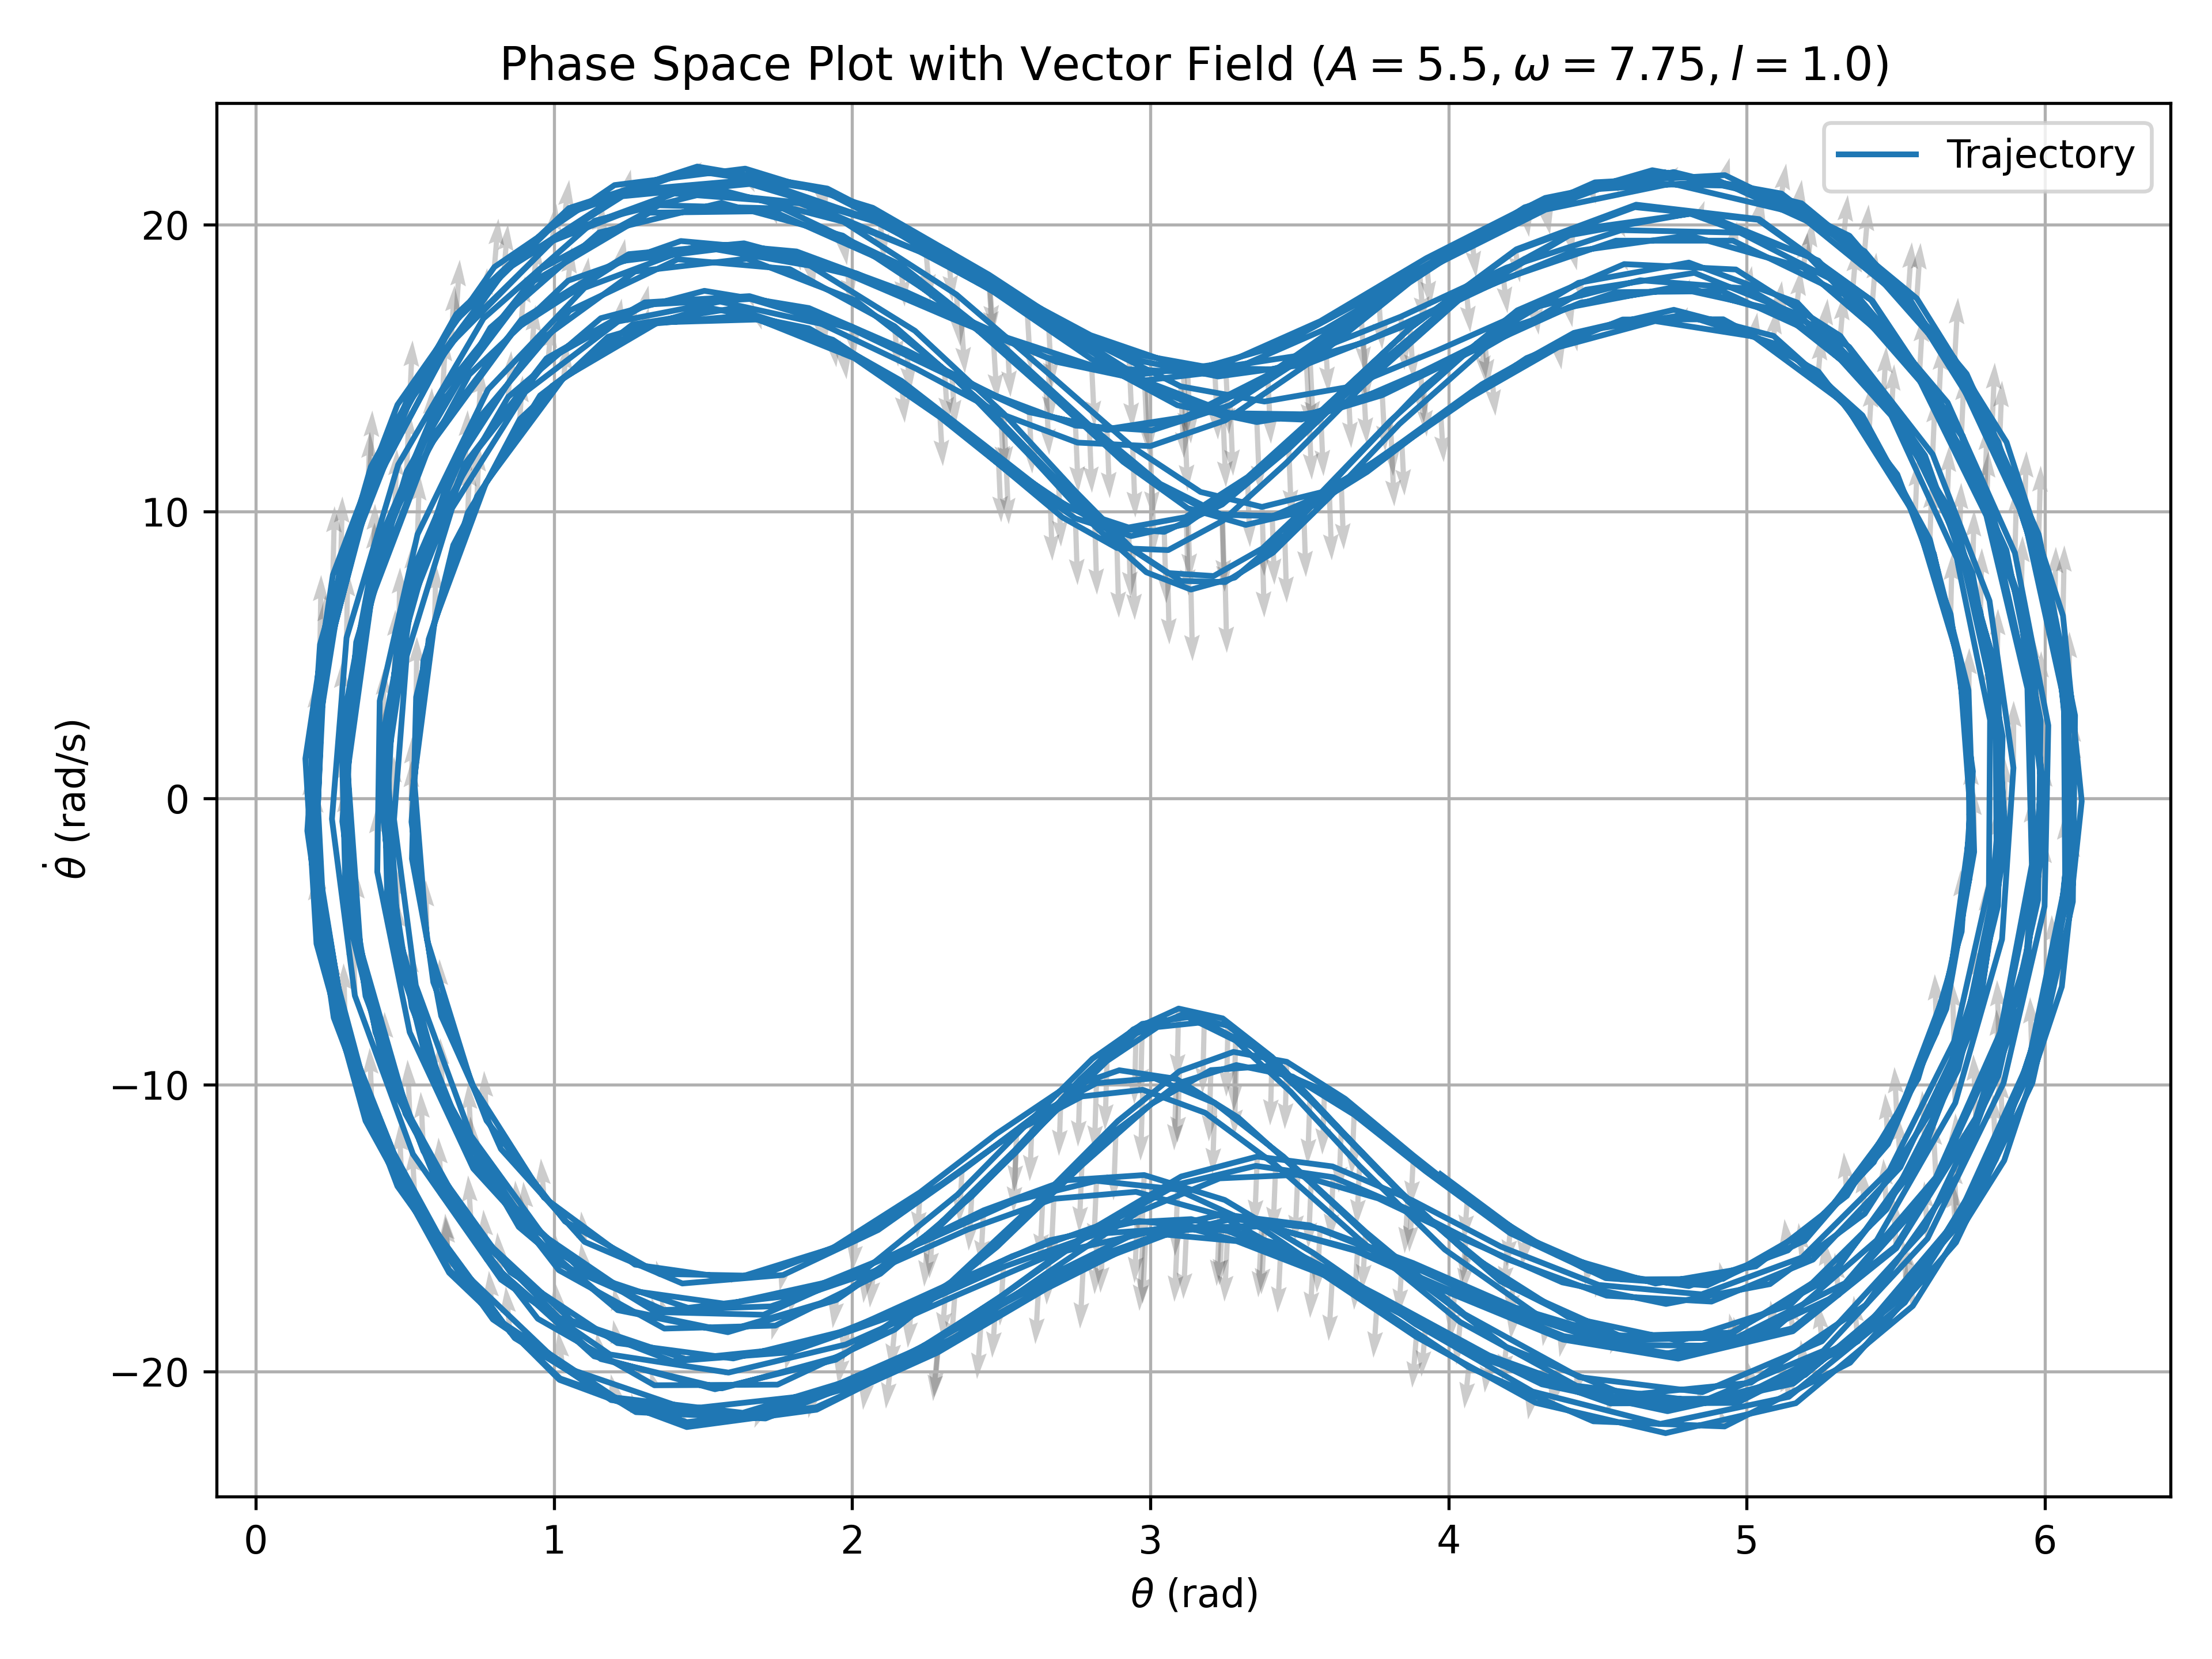 Phase Space Plot with Vector Field (A = 5.5, ω = 7.75, l = 1.0)
Trajectory
20
10
0
−10
−20
θ̇ (rad/s)
0 1 2 3 4 5 6
θ (rad)